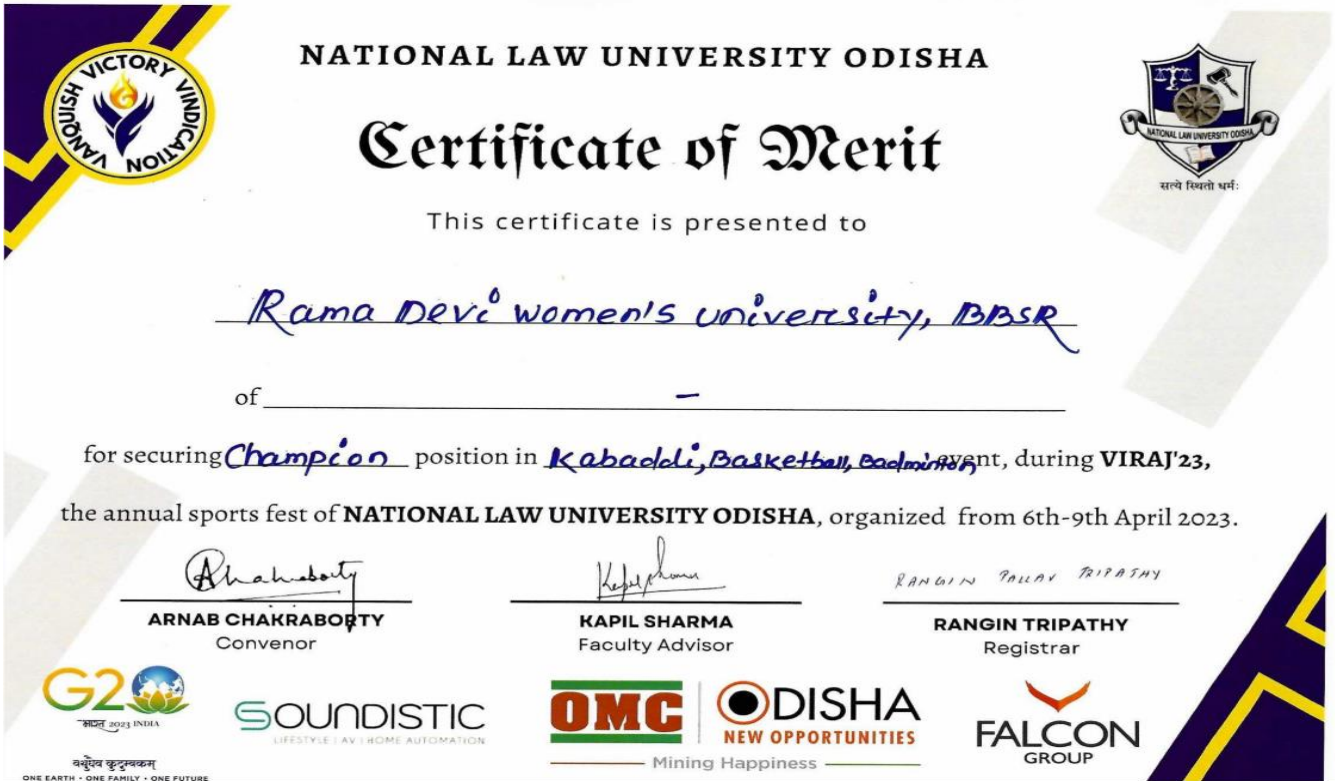 NATIONAL LAW UNIVERSITY ODISHA
VANQUISH VICTORY VINDICATION
NOV
Certificate of Merit
NATIONAL LAW UNIVERSITY ODISHA
सत्ये स्थितो धर्मः
This certificate is presented to
Rama Devi women's university, BBSR
of -
for securing Champion position in Kabaddi, Basketball, Badminton event, during VIRAJ'23,
the annual sports fest of NATIONAL LAW UNIVERSITY ODISHA, organized from 6th-9th April 2023.
RANGIN PALLAV TRIPATHY
ARNAB CHAKRABORTY KAPIL SHARMA RANGIN TRIPATHY
Convenor Faculty Advisor Registrar
G20
भारत 2023 INDIA
वसुधैव कुटुम्बकम्
ONE EARTH • ONE FAMILY • ONE FUTURE
SOUNDISTIC
LIFESTYLE | AV | HOME AUTOMATION
OMC ODISHA
NEW OPPORTUNITIES
Mining Happiness
FALCON
GROUP